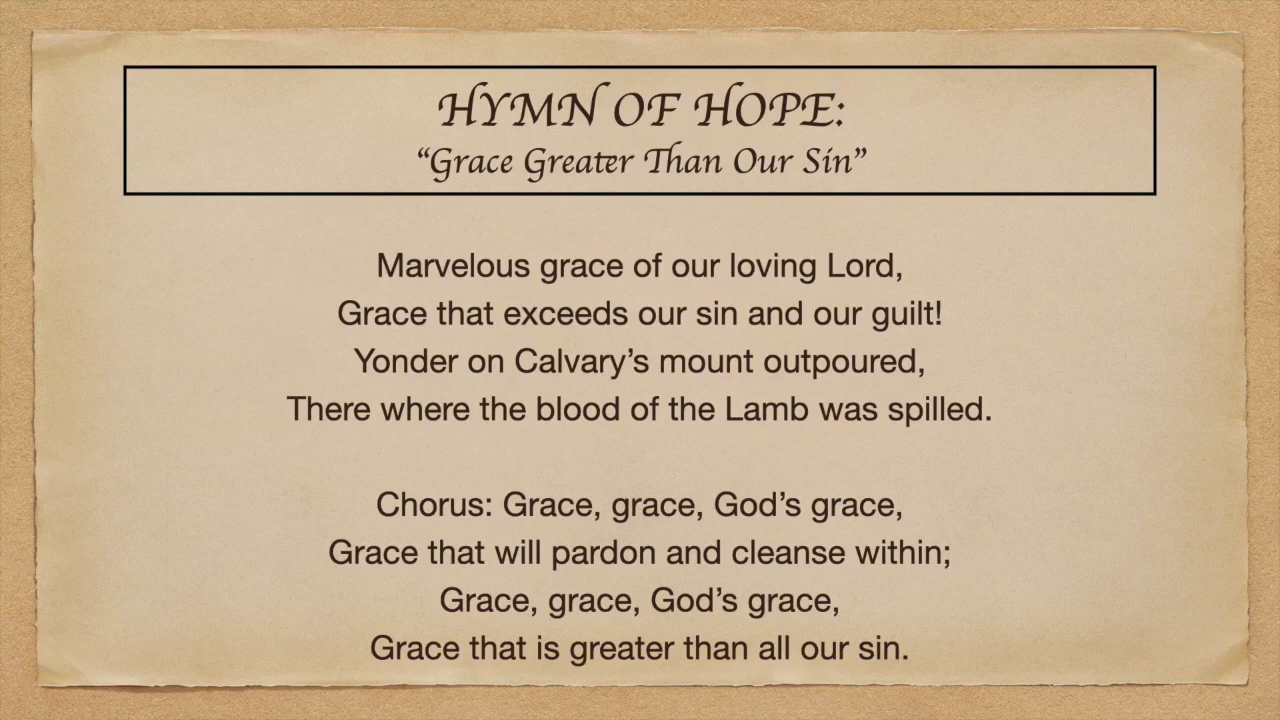 HYMN OF HOPE:
“Grace Greater Than Our Sin”
Marvelous grace of our loving Lord,
Grace that exceeds our sin and our guilt!
Yonder on Calvary’s mount outpoured,
There where the blood of the Lamb was spilled.
Chorus: Grace, grace, God’s grace,
Grace that will pardon and cleanse within;
Grace, grace, God’s grace,
Grace that is greater than all our sin.